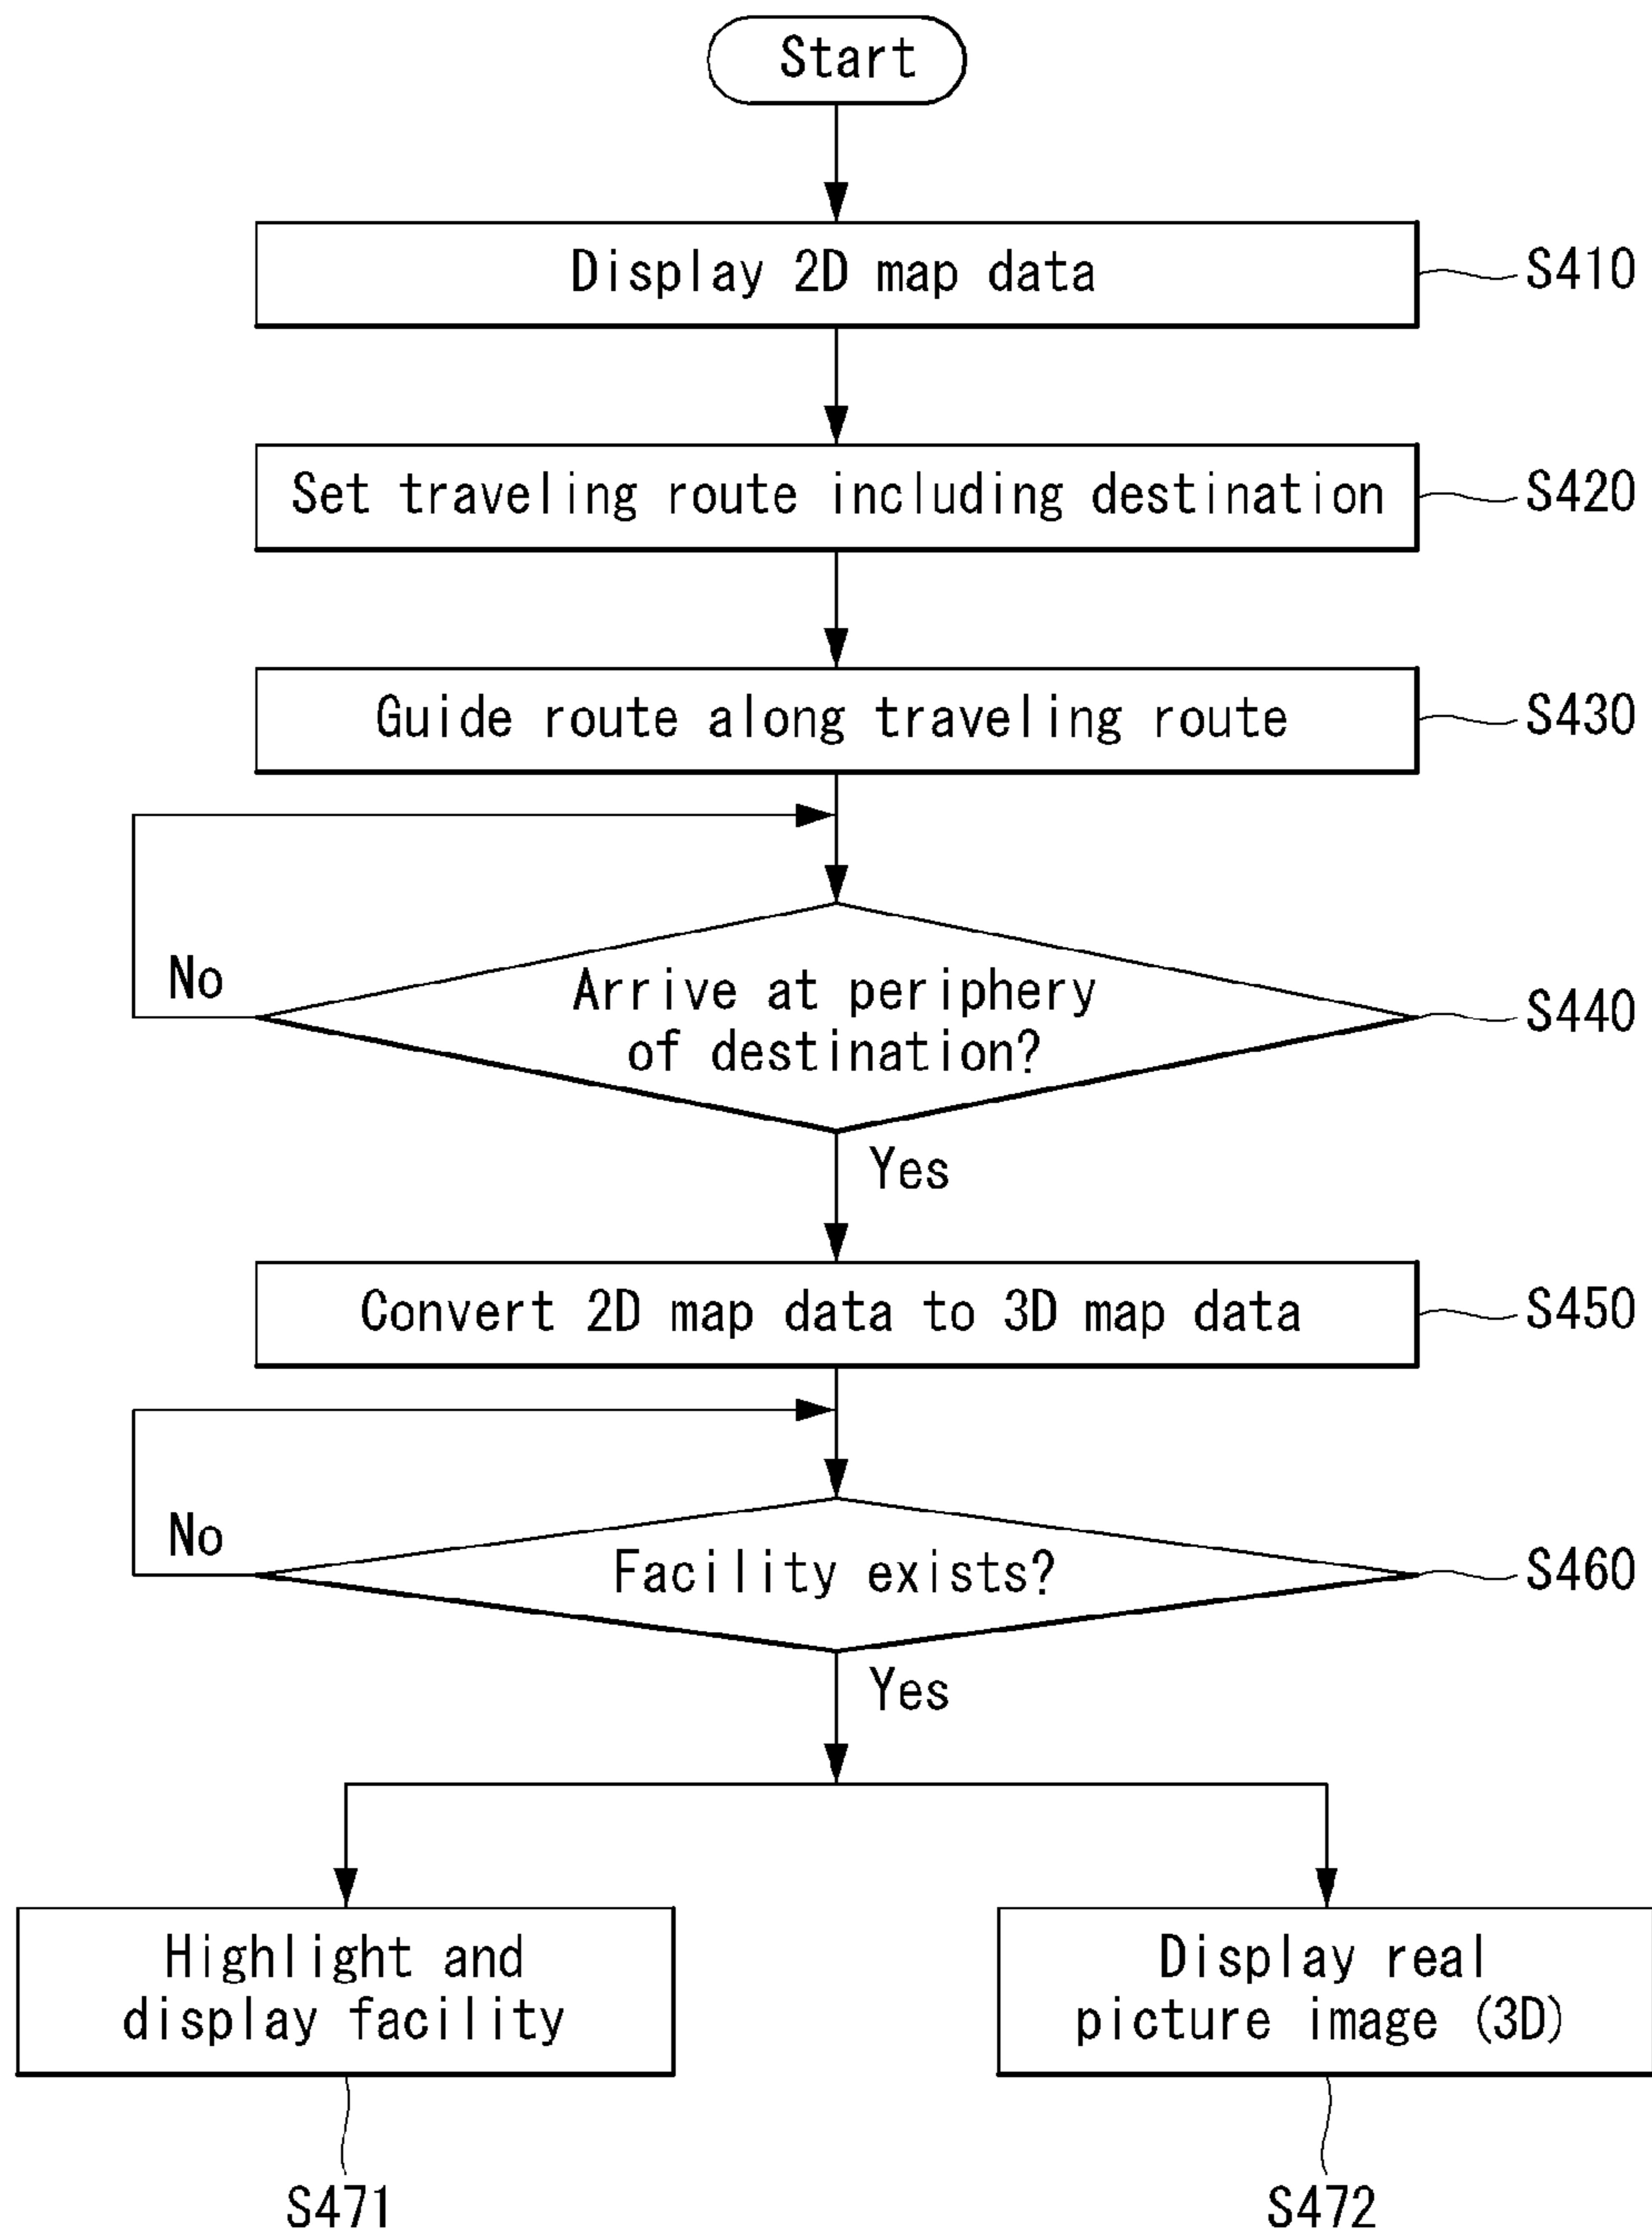 Start
Display 2D map data
S410
Set traveling route including destination
S420
Guide route along traveling route
S430
No
Arrive at periphery
of destination?
S440
Yes
Convert 2D map data to 3D map data
S450
No
Facility exists?
S460
Yes
Highlight and
display facility
Display real
picture image (3D)
S471
S472